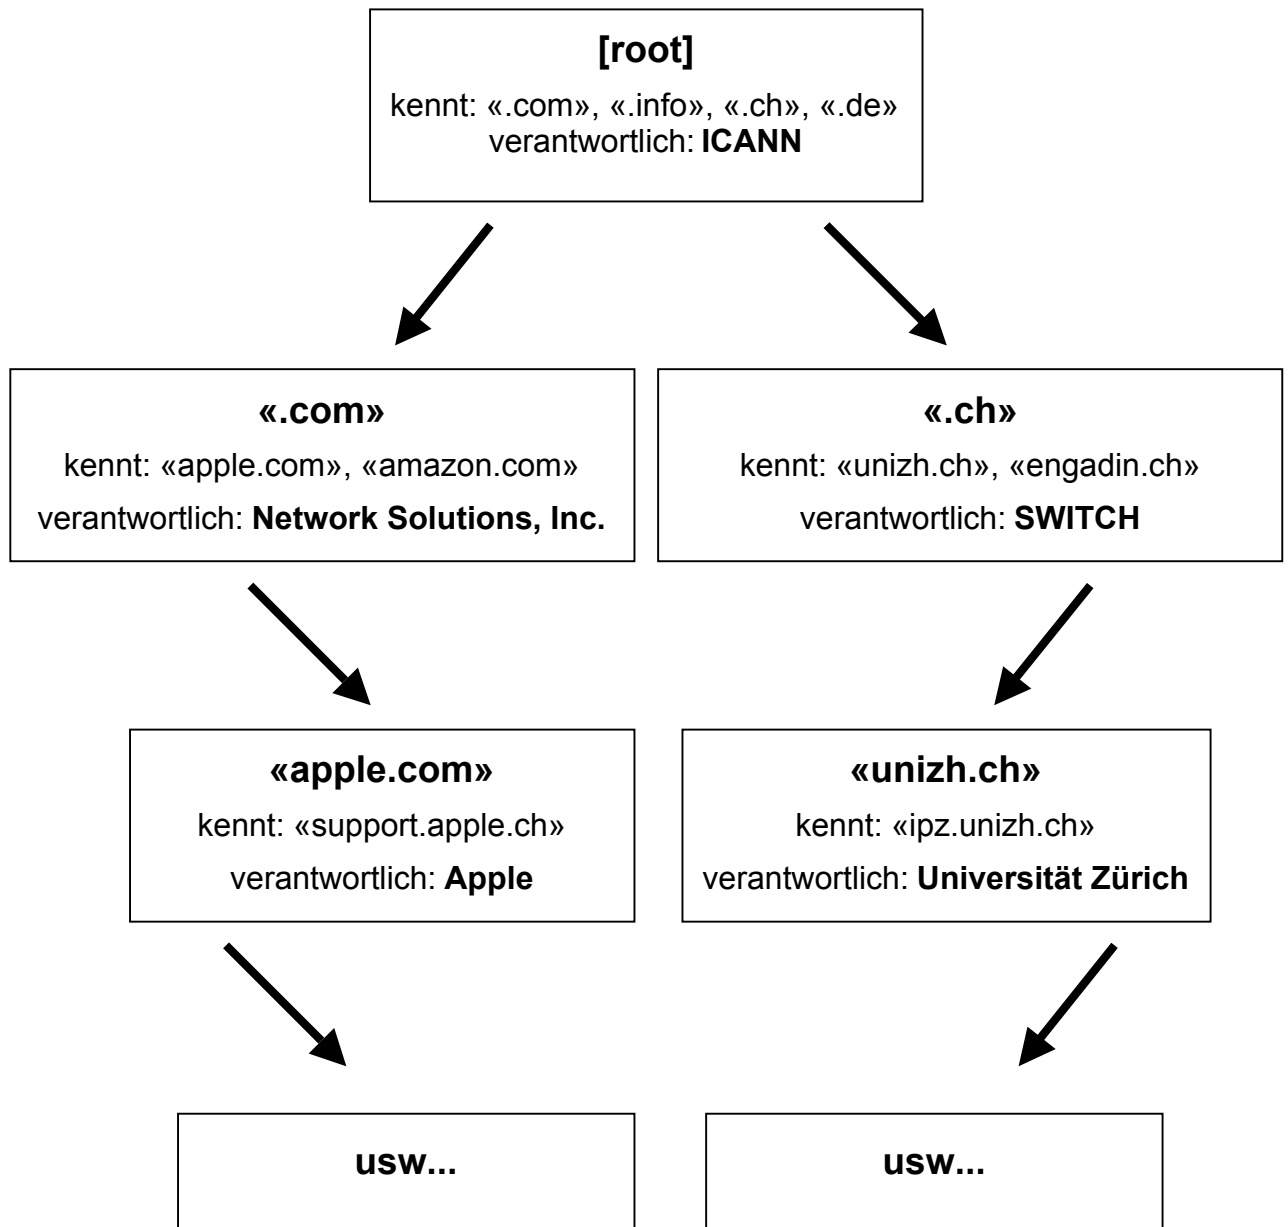 [root]
kennt: «.com», «.info», «.ch», «.de»
verantwortlich: ICANN
«.com»
kennt: «apple.com», «amazon.com»
verantwortlich: Network Solutions, Inc.
«.ch»
kennt: «unizh.ch», «engadin.ch»
verantwortlich: SWITCH
«apple.com»
kennt: «support.apple.ch»
verantwortlich: Apple
«unizh.ch»
kennt: «ipz.unizh.ch»
verantwortlich: Universität Zürich
usw...
usw...